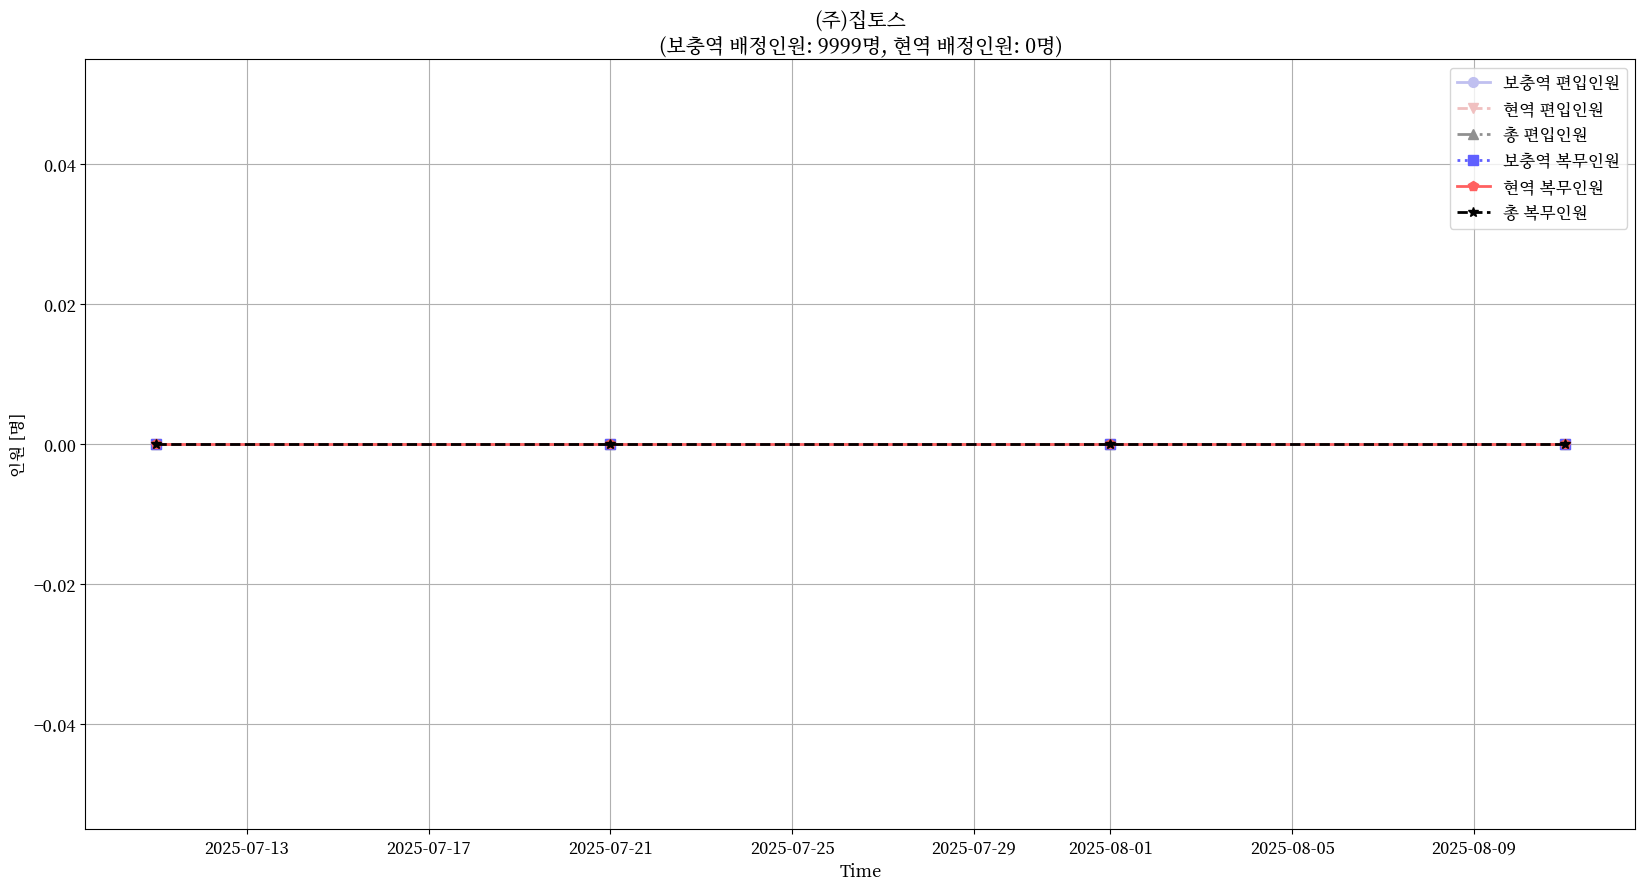 (주)집토스
(보충역 배정인원: 9999명, 현역 배정인원: 0명)
보충역 편입인원
현역 편입인원
총 편입인원
보충역 복무인원
현역 복무인원
총 복무인원
인원 [명]
0.04
0.02
0.00
−0.02
−0.04
2025-07-13
2025-07-17
2025-07-21
2025-07-25
2025-07-29
2025-08-01
2025-08-05
2025-08-09
Time